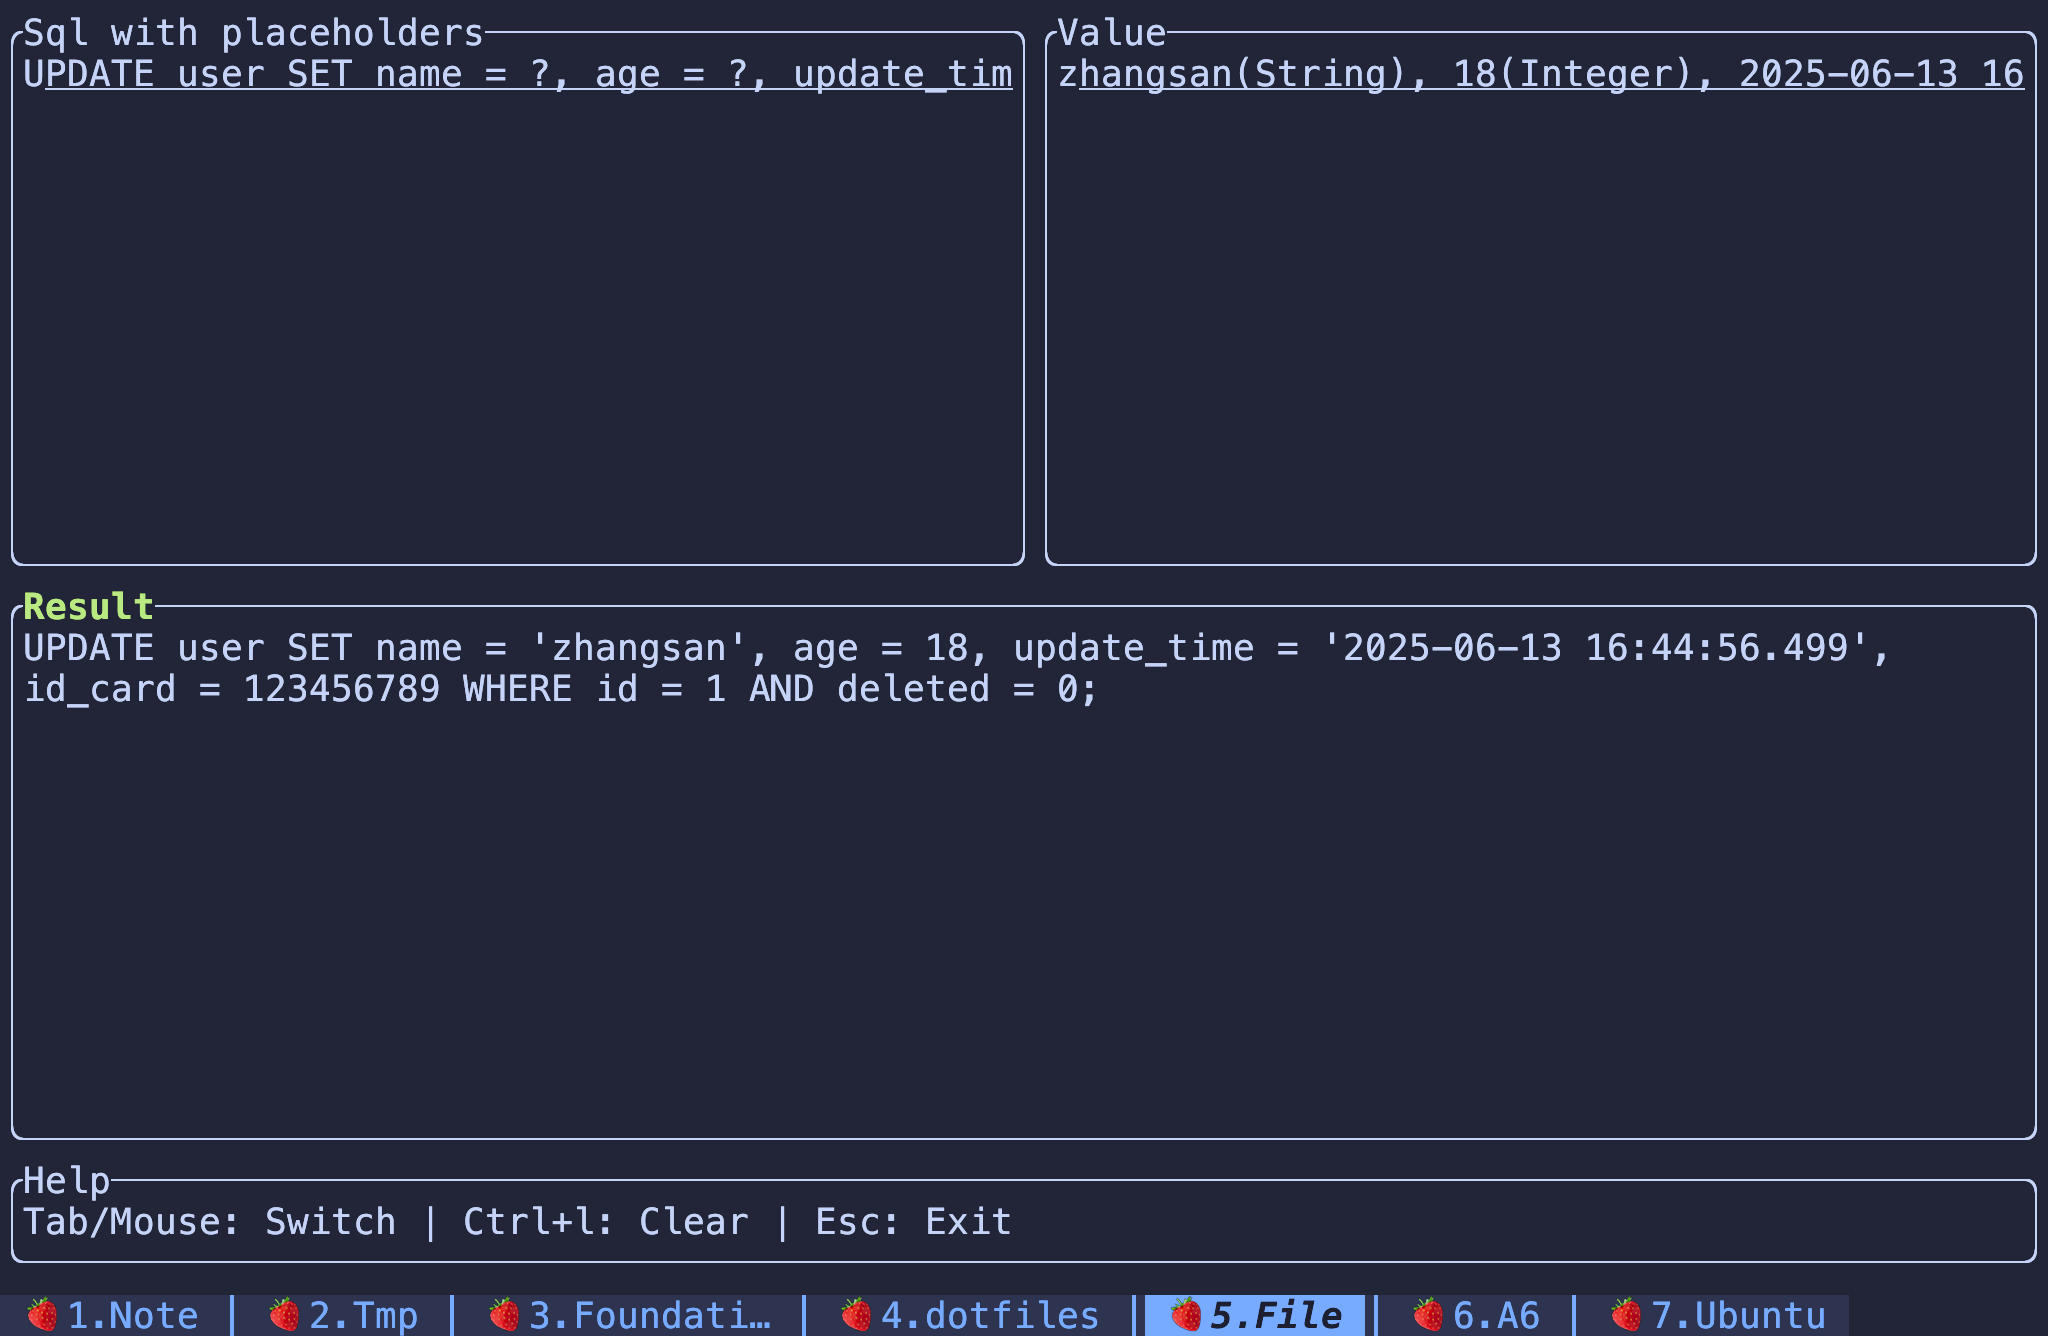 Sql with placeholders
UPDATE user SET name = ?, age = ?, update_tim
Value
zhangsan(String), 18(Integer), 2025-06-13 16
Result
UPDATE user SET name = 'zhangsan', age = 18, update_time = '2025-06-13 16:44:56.499',
id_card = 123456789 WHERE id = 1 AND deleted = 0;
Help
Tab/Mouse: Switch | Ctrl+l: Clear | Esc: Exit
1.Note | 2.Tmp | 3.Foundati… | 4.dotfiles | 5.File | 6.A6 | 7.Ubuntu